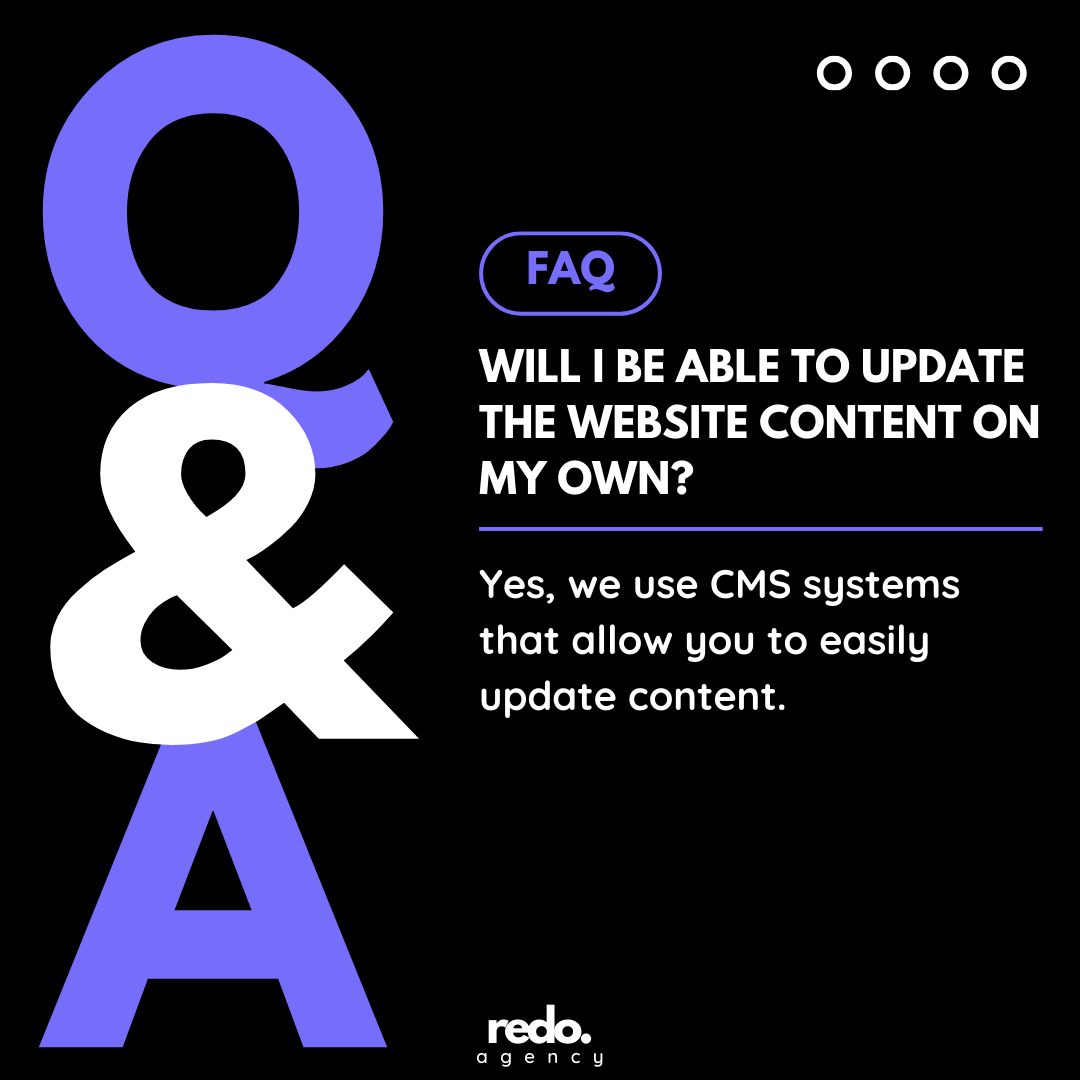 Q
&
A
FAQ
WILL I BE ABLE TO UPDATE
THE WEBSITE CONTENT ON
MY OWN?
Yes, we use CMS systems
that allow you to easily
update content.
redo.
agency